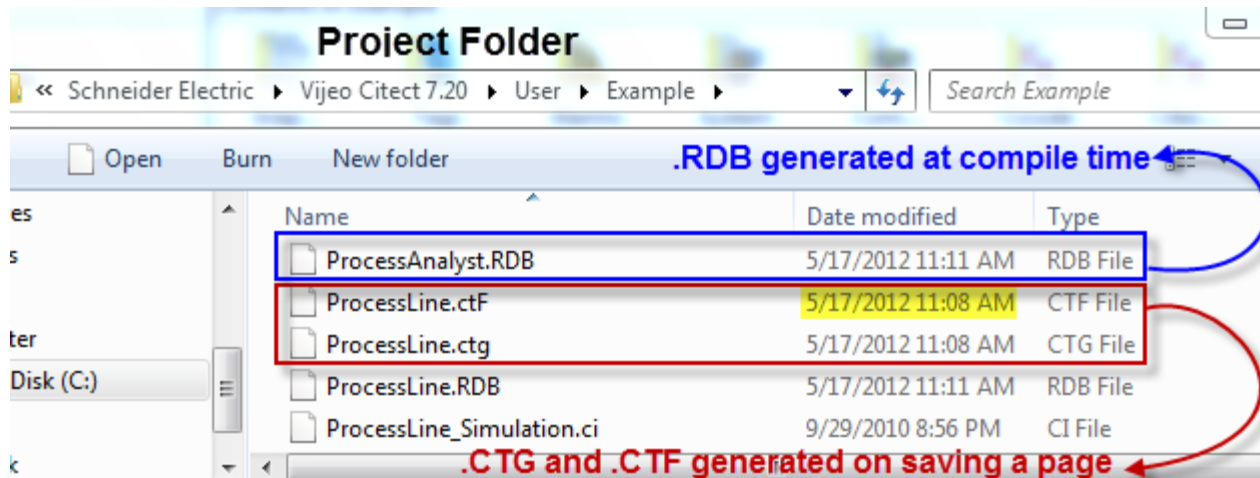 Project Folder
« Schneider Electric ▸ Vijeo Citect 7.20 ▸ User ▸ Example ▸ Search Example
Open Burn New folder .RDB generated at compile time
es Name Date modified Type
s ProcessAnalyst.RDB 5/17/2012 11:11 AM RDB File
ProcessLine.ctF 5/17/2012 11:08 AM CTF File
ter ProcessLine.ctg 5/17/2012 11:08 AM CTG File
Disk (C:) ProcessLine.RDB 5/17/2012 11:11 AM RDB File
ProcessLine_Simulation.ci 9/29/2010 8:56 PM CI File
k .CTG and .CTF generated on saving a page